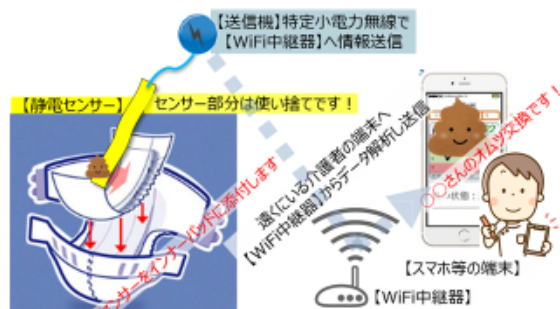 【送信機】特定小電力無線で
【WiFi中継器】へ情報送信
【静電センサー】
センサー部分は使い捨てです！
ンサーをインナーパッドに添付します
遠くにいる介護者の端末へ
【WiFi中継器】からデータ解析し送信
○○さんのオムツ交換です！
状態：
【スマホ等の端末】
【WiFi中継器】